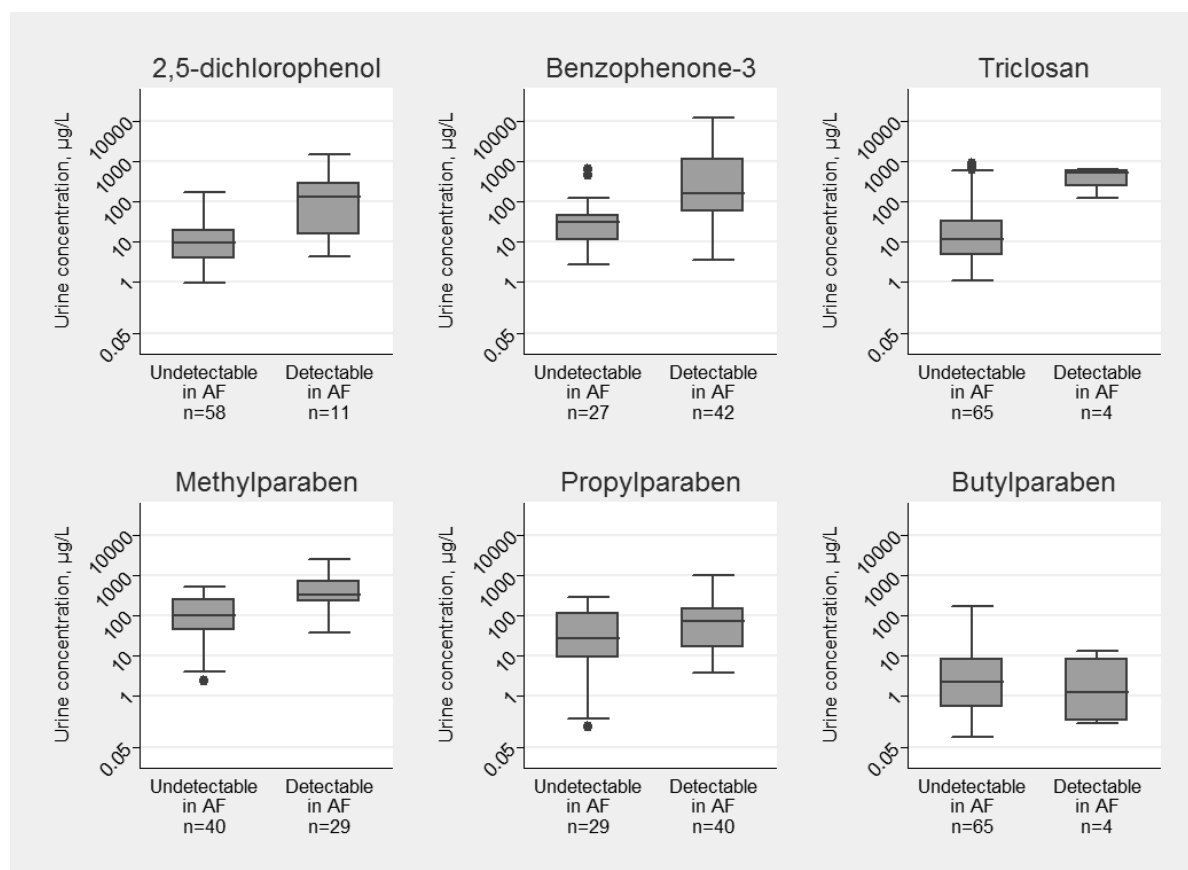 2,5-dichlorophenol
Urine concentration, µg/L
10000
1000
100
10
1
0.05
Undetectable
in AF
n=58
Detectable
in AF
n=11
Benzophenone-3
Urine concentration, µg/L
10000
1000
100
10
1
0.05
Undetectable
in AF
n=27
Detectable
in AF
n=42
Triclosan
Urine concentration, µg/L
10000
1000
100
10
1
0.05
Undetectable
in AF
n=65
Detectable
in AF
n=4
Methylparaben
Urine concentration, µg/L
10000
1000
100
10
1
0.05
Undetectable
in AF
n=40
Detectable
in AF
n=29
Propylparaben
Urine concentration, µg/L
10000
1000
100
10
1
0.05
Undetectable
in AF
n=29
Detectable
in AF
n=40
Butylparaben
Urine concentration, µg/L
10000
1000
100
10
1
0.05
Undetectable
in AF
n=65
Detectable
in AF
n=4